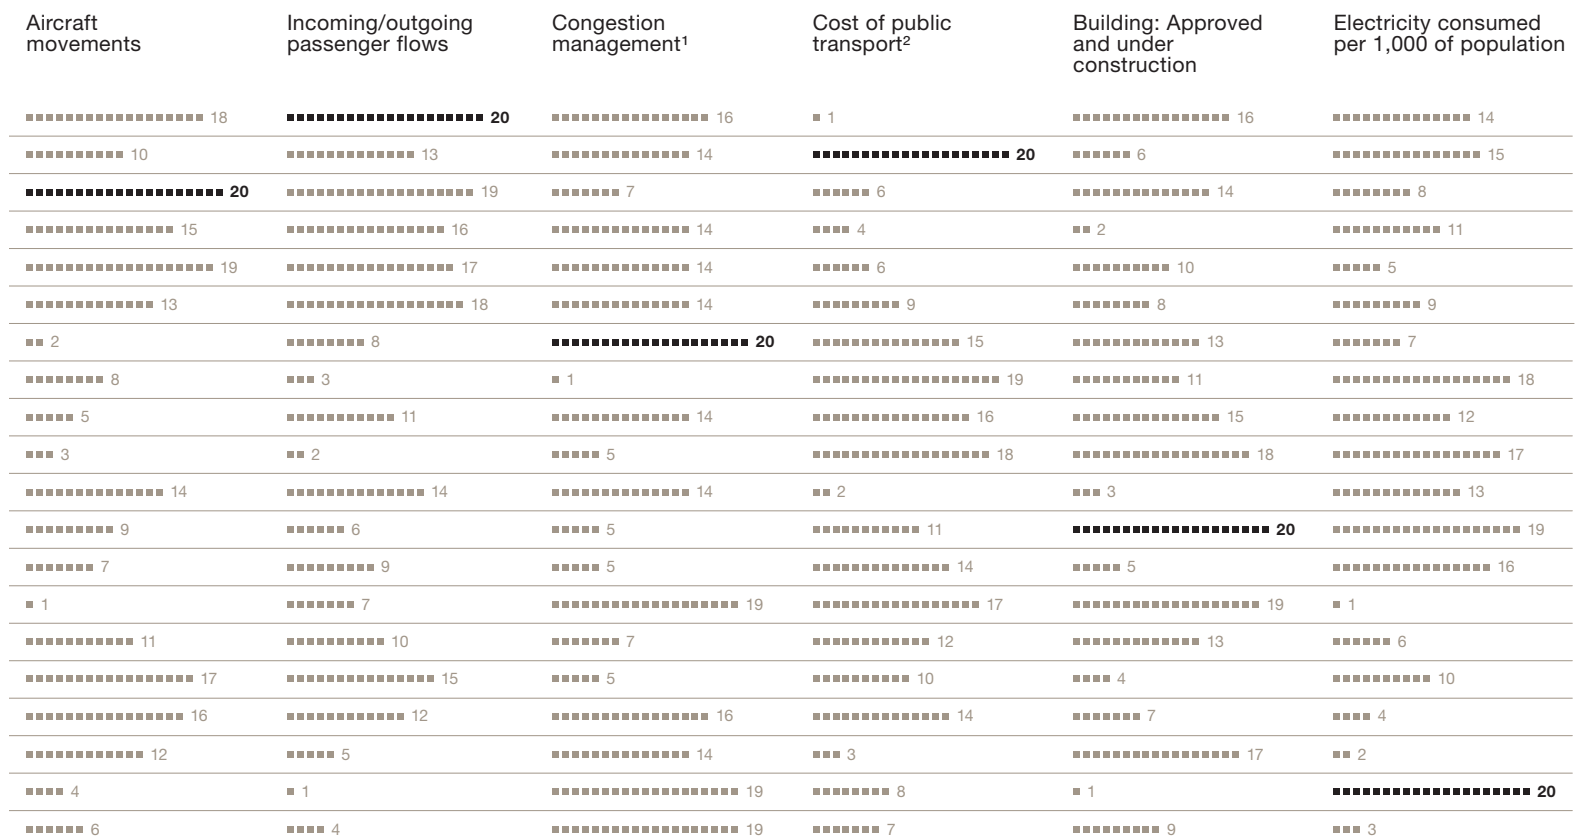 Aircraft
movements
Incoming/outgoing
passenger flows
Congestion
management¹
Cost of public
transport²
Building: Approved
and under
construction
Electricity consumed
per 1,000 of population
18 20 16 1 16 14
10 13 14 20 6 15
20 19 7 6 14 8
15 16 14 4 2 11
19 17 14 6 10 5
13 18 14 9 8 9
2 8 20 15 13 7
8 3 1 19 11 18
5 11 14 16 15 12
3 2 5 18 18 17
14 14 14 2 3 13
9 6 5 11 20 19
7 9 5 14 5 16
1 7 19 17 19 1
11 10 7 12 13 6
17 15 5 10 4 10
16 12 16 14 7 4
12 5 14 3 17 2
4 1 19 8 1 20
6 4 19 7 9 3